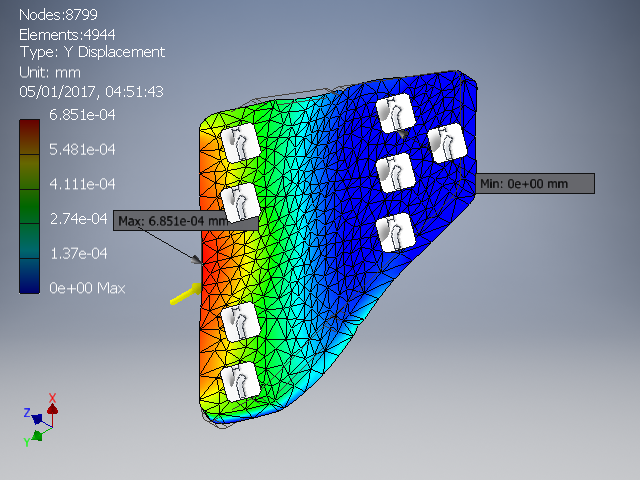 Nodes:8799
Elements:4944
Type: Y Displacement
Unit: mm
05/01/2017, 04:51:43
6.851e-04
5.481e-04
4.111e-04
2.74e-04
1.37e-04
0e+00 Max
Max: 6.851e-04 mm
Min: 0e+00 mm
X
Z
Y